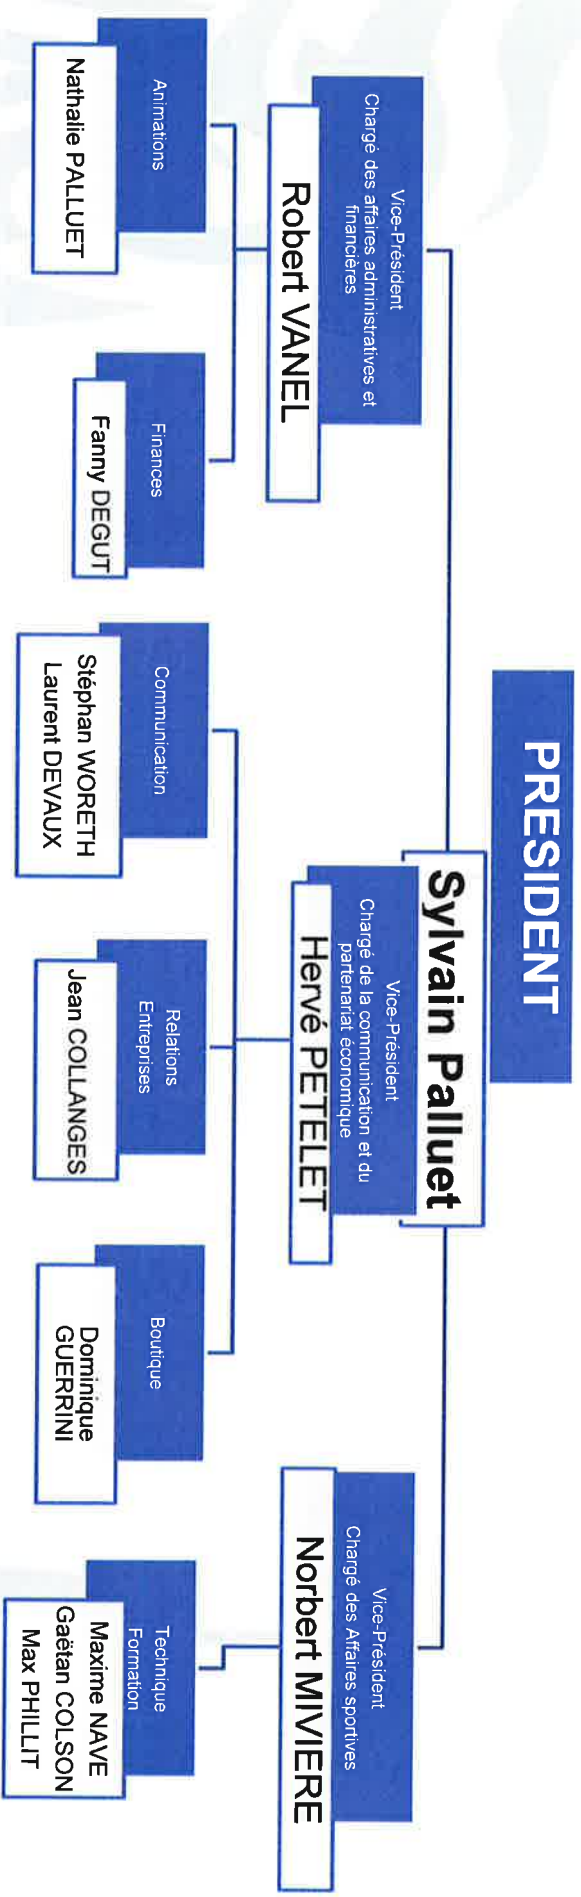 PRESIDENT
Sylvain Palluet
Vice-Président
Chargé des affaires administratives et
financières
Robert VANEL
Vice-Président
Chargé de la communication et du
partenariat économique
Hervé PETELET
Vice-Président
Chargé des Affaires sportives
Norbert MIVIERE
Animations
Nathalie PALLUET
Finances
Fanny DEGUT
Communication
Stéphan WORETH
Laurent DEVAUX
Relations
Entreprises
Jean COLLANGES
Boutique
Dominique
GUERRINI
Technique
Formation
Maxime NAVE
Gaëtan COLSON
Max PHILLIT